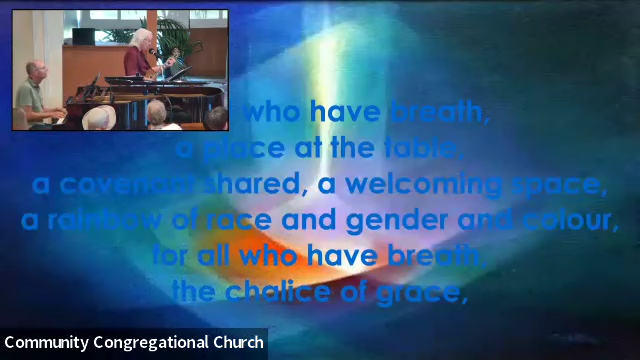 who have breath,
a place at the table,
a covenant shared, a welcoming space,
a rainbow of race and gender and colour,
for all who have breath,
the chalice of grace,
Community Congregational Church